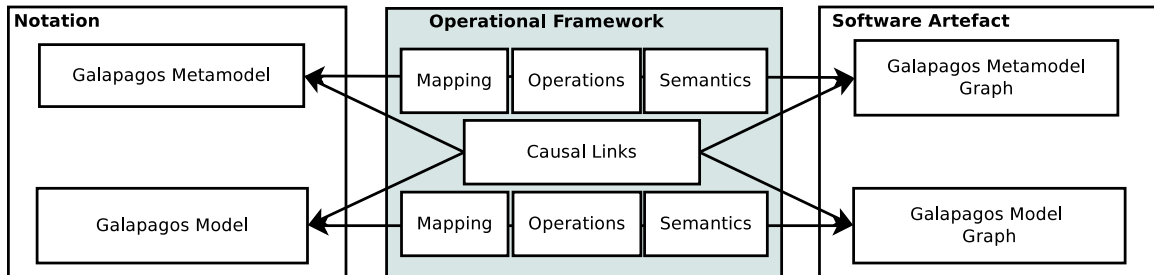 Notation
Operational Framework
Software Artefact
Galapagos Metamodel
Mapping
Operations
Semantics
Galapagos Metamodel
Graph
Causal Links
Galapagos Model
Mapping
Operations
Semantics
Galapagos Model
Graph